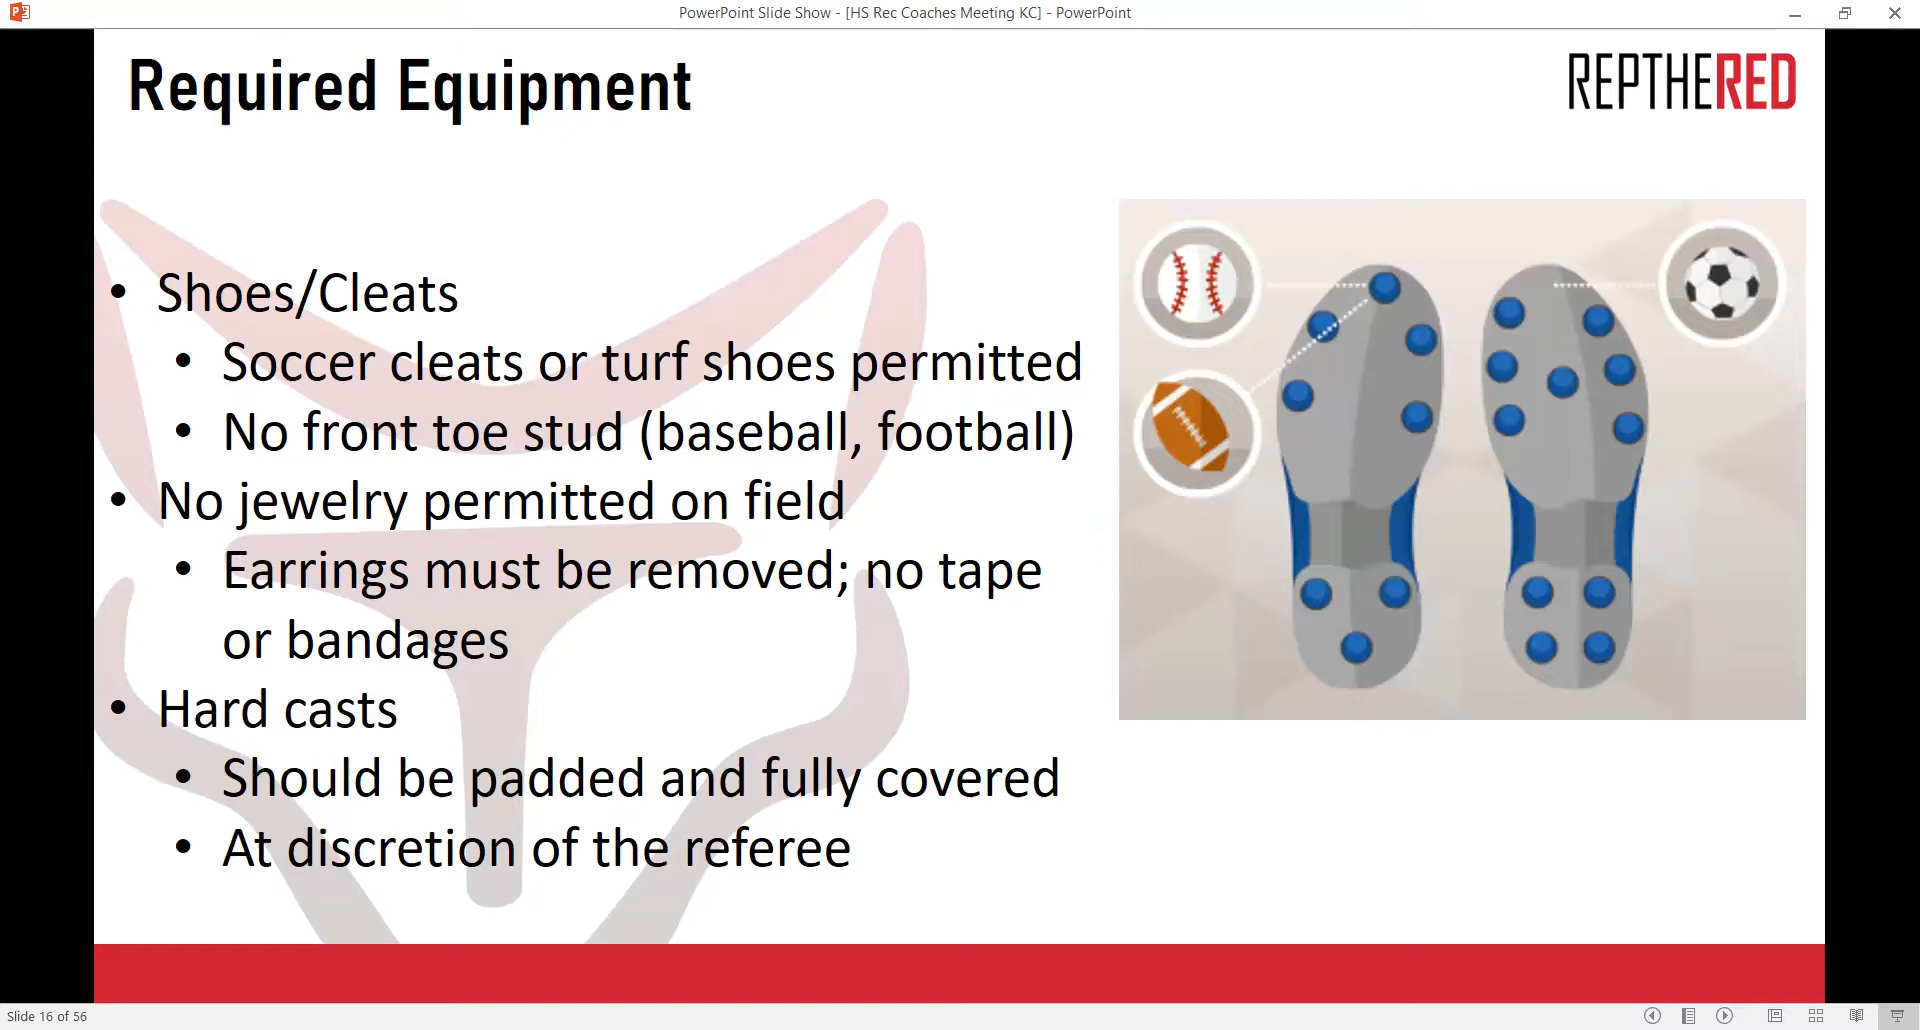 PowerPoint Slide Show - [HS Rec Coaches Meeting KC] - PowerPoint
Required Equipment
REPTHERED
• Shoes/Cleats
• Soccer cleats or turf shoes permitted
• No front toe stud (baseball, football)
• No jewelry permitted on field
• Earrings must be removed; no tape
or bandages
• Hard casts
• Should be padded and fully covered
• At discretion of the referee
Slide 16 of 56